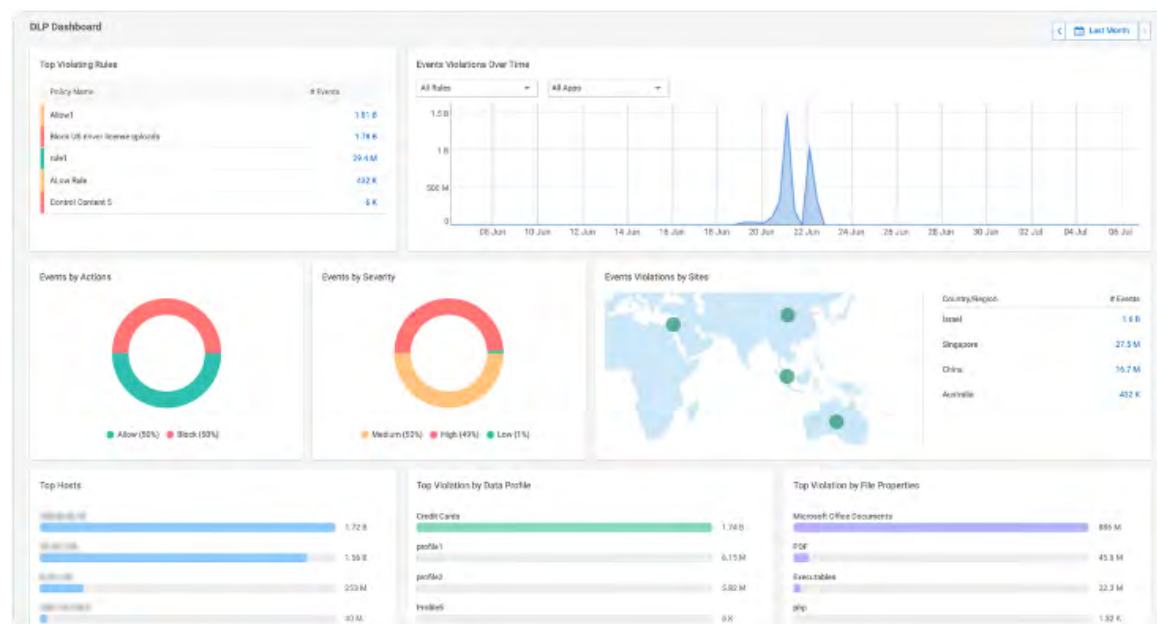 DLP Dashboard
Last Month
Top Violating Rules
Policy Name # Events
Allow1 1.81 B
Block US driver license uploads 1.78 B
rule1 29.4 M
ALow Rule 432 K
Control Content 5 6 K
Events Violations Over Time
All Rules All Apps
1.5 B
1 B
500 M
0
08 Jun 10 Jun 12 Jun 14 Jun 16 Jun 18 Jun 20 Jun 22 Jun 24 Jun 26 Jun 28 Jun 30 Jun 02 Jul 04 Jul 06 Jul
Events by Actions
Allow (50%) Block (50%)
Events by Severity
Medium (50%) High (49%) Low (1%)
Events Violations by Sites
Country/Region # Events
Israel 1.6 B
Singapore 27.5 M
China 16.7 M
Australia 432 K
Top Hosts
1.72 B
1.56 B
253 M
40 M
Top Violation by Data Profile
Credit Cards
1.74 B
profile1
6.15 M
profile2
5.82 M
Profile5
6 K
Top Violation by File Properties
Microsoft Office Documents
886 M
PDF
45.8 M
Executables
22.3 M
php
1.92 K